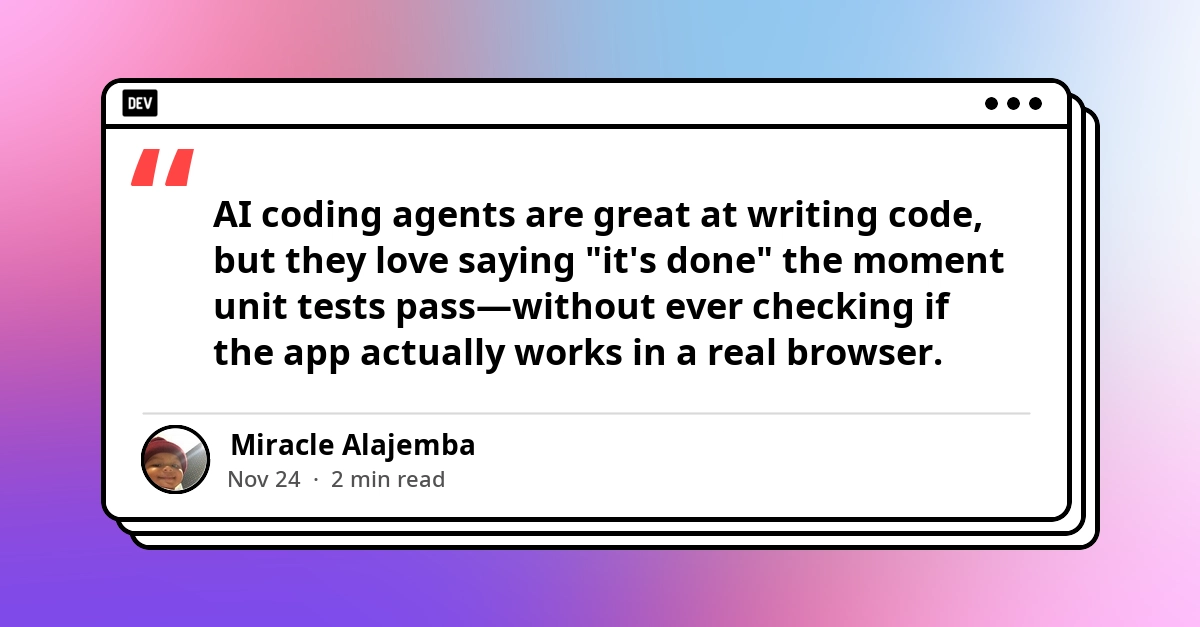 DEV
AI coding agents are great at writing code,
but they love saying "it's done" the moment
unit tests pass—without ever checking if
the app actually works in a real browser.
Miracle Alajemba
Nov 24 · 2 min read